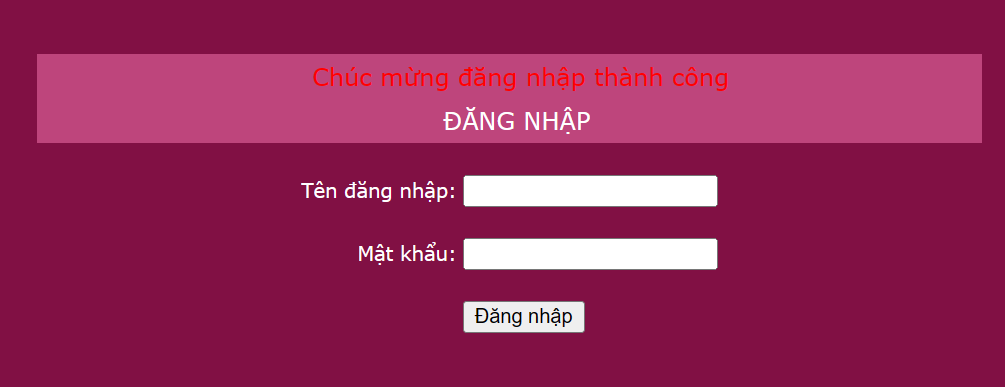 Chúc mừng đăng nhập thành công
ĐĂNG NHẬP
Tên đăng nhập:
Mật khẩu:
Đăng nhập